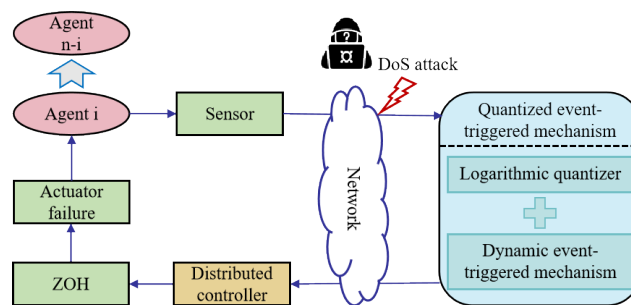 Agent
n-i
DoS attack
Agent i
Sensor
Quantized event-
triggered mechanism
Network
Logarithmic quantizer
Actuator
failure
Dynamic event-
triggered mechanism
ZOH
Distributed
controller